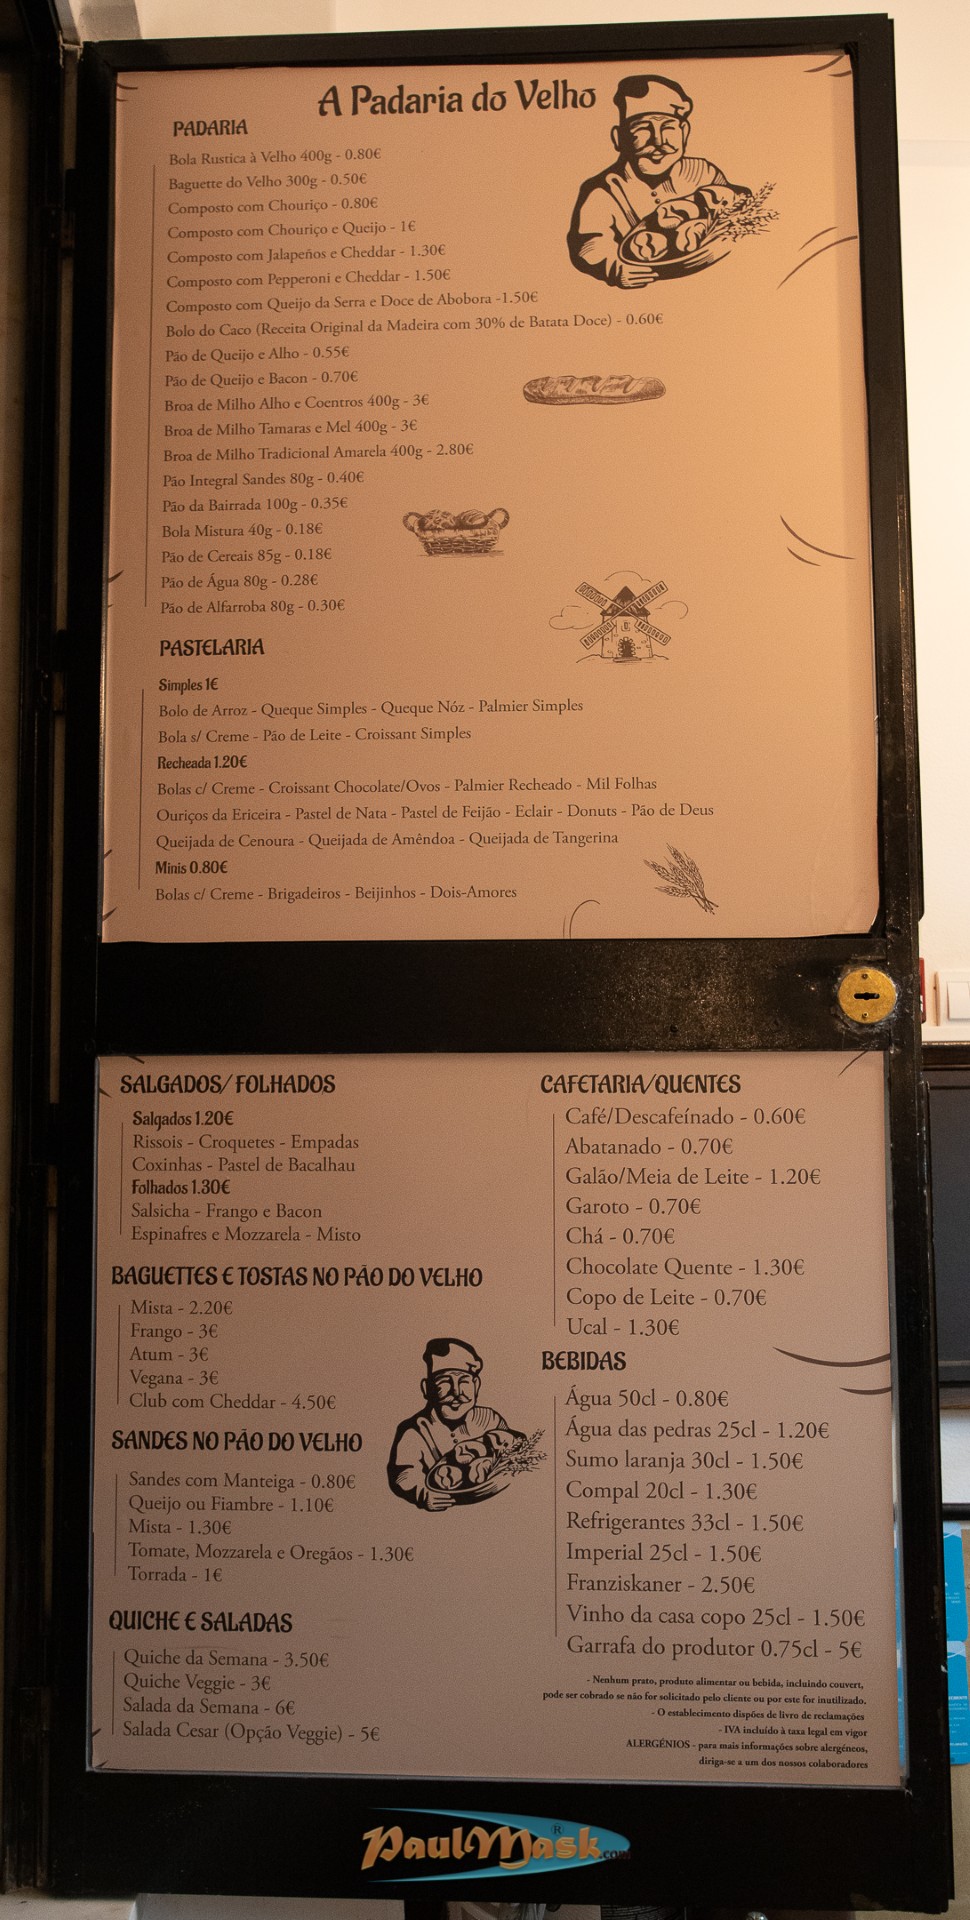 A Padaria do Velho
PADARIA
Bola Rustica à Velho 400g - 0.80€
Baguette do Velho 300g - 0.50€
Composto com Chouriço - 0.80€
Composto com Chouriço e Queijo - 1€
Composto com Jalapeños e Cheddar - 1.30€
Composto com Pepperoni e Cheddar - 1.50€
Composto com Queijo da Serra e Doce de Abobora -1.50€
Bolo do Caco (Receita Original da Madeira com 30% de Batata Doce) - 0.60€
Pão de Queijo e Alho - 0.55€
Pão de Queijo e Bacon - 0.70€
Broa de Milho Alho e Coentros 400g - 3€
Broa de Milho Tamaras e Mel 400g - 3€
Broa de Milho Tradicional Amarela 400g - 2.80€
Pão Integral Sandes 80g - 0.40€
Pão da Bairrada 100g - 0.35€
Bola Mistura 40g - 0.18€
Pão de Cereais 85g - 0.18€
Pão de Água 80g - 0.28€
Pão de Alfarroba 80g - 0.30€
PASTELARIA
Simples 1€
Bolo de Arroz - Queque Simples - Queque Nóz - Palmier Simples
Bola s/ Creme - Pão de Leite - Croissant Simples
Recheada 1.20€
Bolas c/ Creme - Croissant Chocolate/Ovos - Palmier Recheado - Mil Folhas
Ouriços da Ericeira - Pastel de Nata - Pastel de Feijão - Eclair - Donuts - Pão de Deus
Queijada de Cenoura - Queijada de Amêndoa - Queijada de Tangerina
Minis 0.80€
Bolas c/ Creme - Brigadeiros - Beijinhos - Dois-Amores
SALGADOS/ FOLHADOS
Salgados 1.20€
Rissois - Croquetes - Empadas
Coxinhas - Pastel de Bacalhau
Folhados 1.30€
Salsicha - Frango e Bacon
Espinafres e Mozzarela - Misto
BAGUETTES E TOSTAS NO PÃO DO VELHO
Mista - 2.20€
Frango - 3€
Atum - 3€
Vegana - 3€
Club com Cheddar - 4.50€
SANDES NO PÃO DO VELHO
Sandes com Manteiga - 0.80€
Queijo ou Fiambre - 1.10€
Mista - 1.30€
Tomate, Mozzarela e Oregãos - 1.30€
Torrada - 1€
QUICHE E SALADAS
Quiche da Semana - 3.50€
Quiche Veggie - 3€
Salada da Semana - 6€
Salada Cesar (Opção Veggie) - 5€
CAFETARIA/QUENTES
Café/Descafeínado - 0.60€
Abatanado - 0.70€
Galão/Meia de Leite - 1.20€
Garoto - 0.70€
Chá - 0.70€
Chocolate Quente - 1.30€
Copo de Leite - 0.70€
Ucal - 1.30€
BEBIDAS
Água 50cl - 0.80€
Água das pedras 25cl - 1.20€
Sumo laranja 30cl - 1.50€
Compal 20cl - 1.30€
Refrigerantes 33cl - 1.50€
Imperial 25cl - 1.50€
Franziskaner - 2.50€
Vinho da casa copo 25cl - 1.50€
Garrafa do produtor 0.75cl - 5€
- Nenhum prato, produto alimentar ou bebida, incluindo couvert,
pode ser cobrado se não for solicitado pelo cliente ou por este for inutilizado.
- O establecimento dispões de livro de reclamações
- IVA incluído à taxa legal em vigor
ALERGÉNIOS - para mais informações sobre alergéneos,
diriga-se a um dos nossos colaboradores
PaulMask.com ®